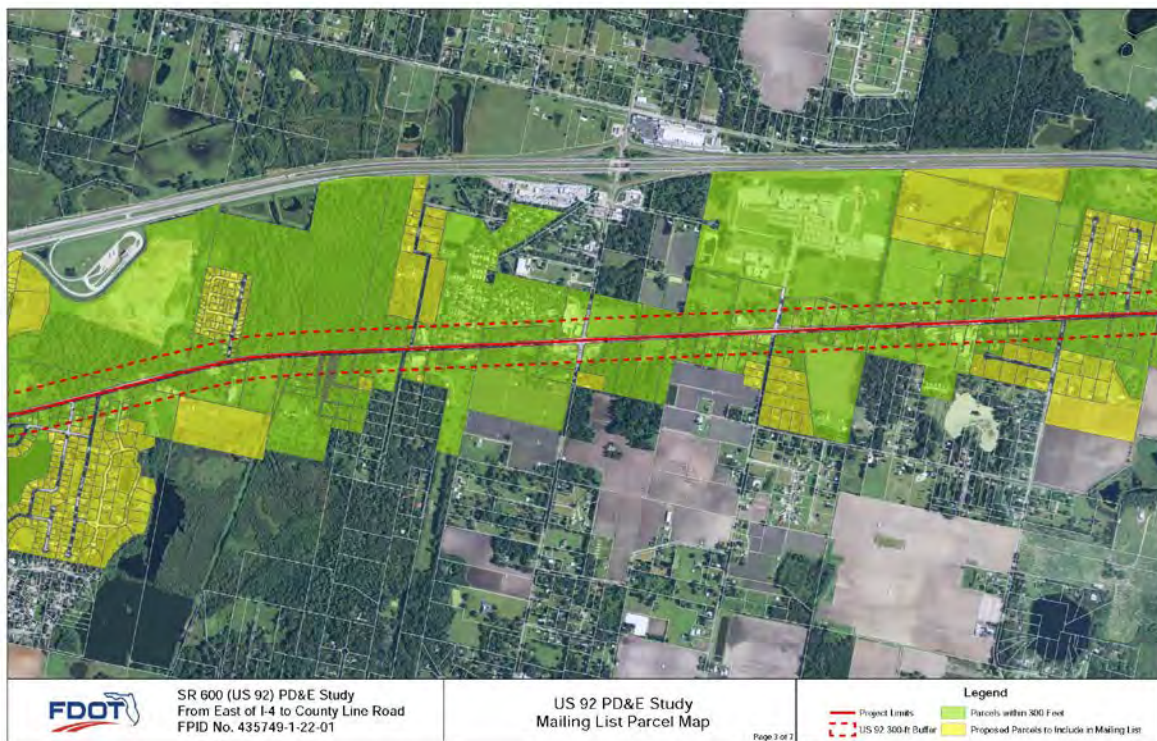 FDOT
SR 600 (US 92) PD&E Study
From East of I-4 to County Line Road
FPID No. 435749-1-22-01
US 92 PD&E Study
Mailing List Parcel Map
Page 3 of 7
Legend
Project Limits
Parcels within 300 Feet
US 92 300-ft Buffer
Proposed Parcels to Include in Mailing List